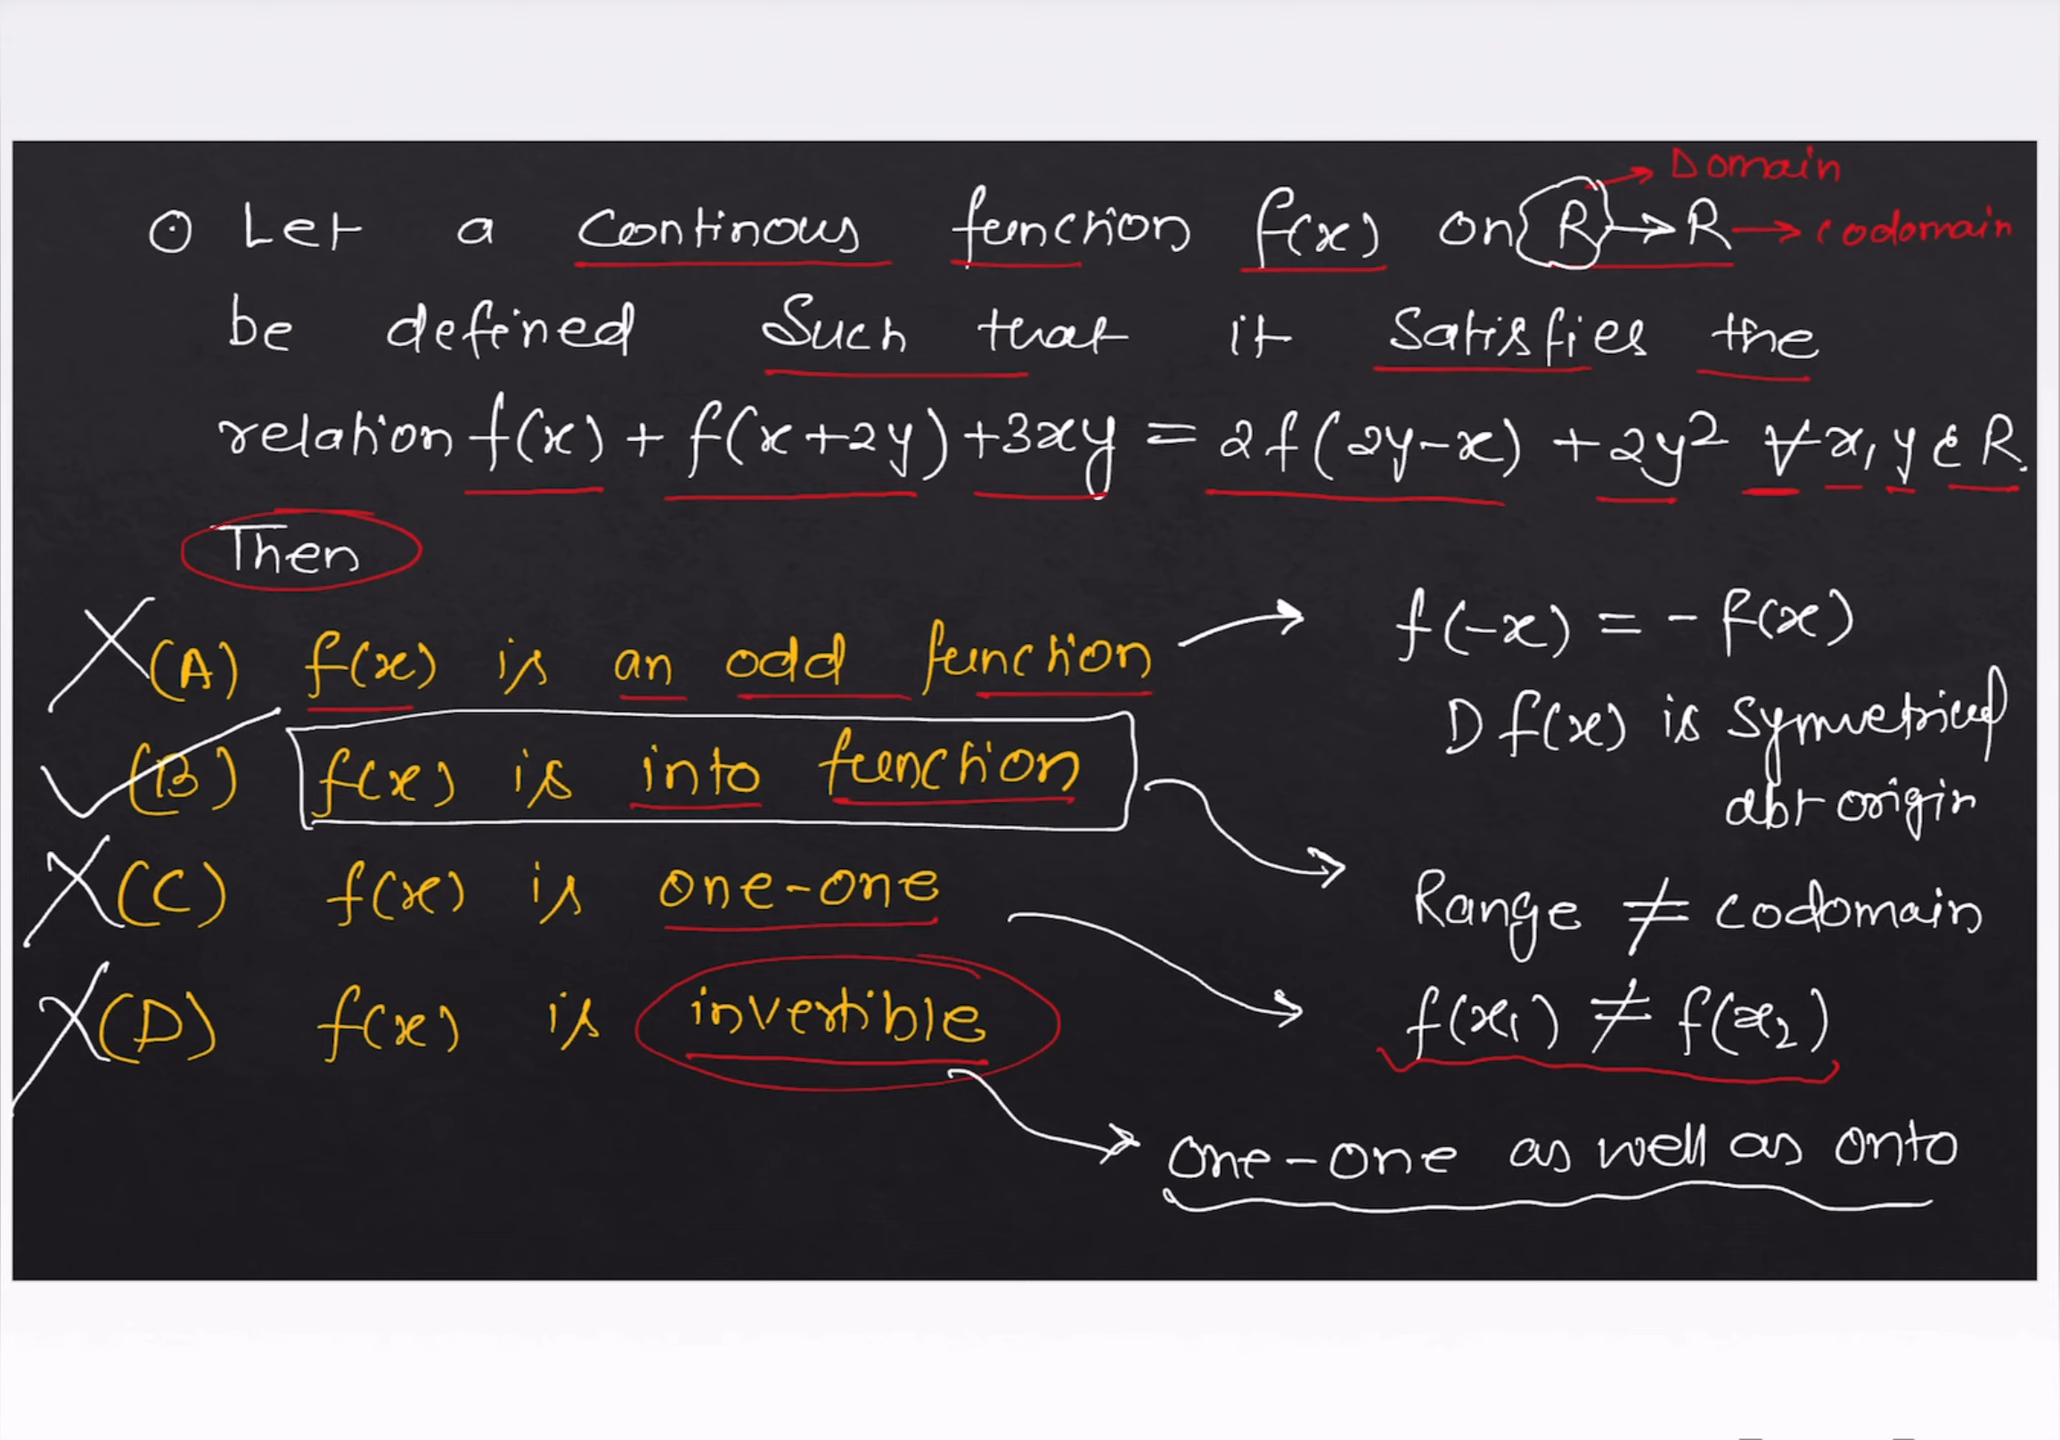 Domain
⊙ Let a continous function f(x) on R → R → codomain
be defined Such that it satisfies the
relation f(x) + f(x+2y) +3xy = 2f(2y-x) +2y² ∀ x, y ∈ R.
Then
(A) f(x) is an odd function → f(-x) = - f(x)
D f(x) is symmetrical
abt origin
(B) f(x) is into function → Range ≠ codomain
(C) f(x) is one-one → f(x₁) ≠ f(x₂)
(D) f(x) is invertible → one-one as well as onto